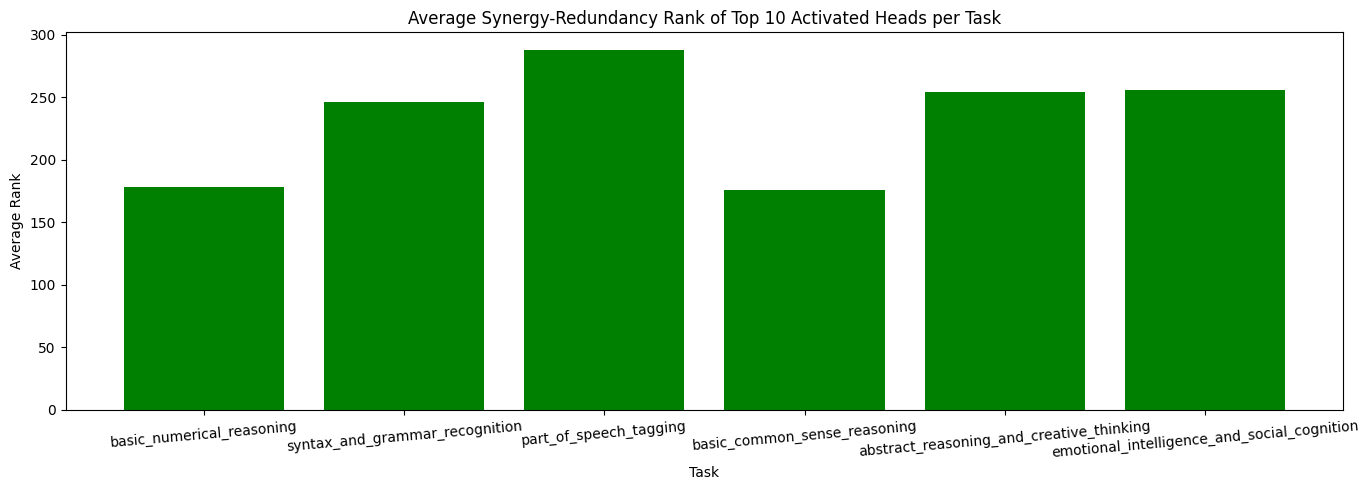 Average Synergy-Redundancy Rank of Top 10 Activated Heads per Task
300
250
200
150
100
50
0
Average Rank
basic_numerical_reasoning
syntax_and_grammar_recognition
part_of_speech_tagging
basic_common_sense_reasoning
abstract_reasoning_and_creative_thinking
emotional_intelligence_and_social_cognition
Task